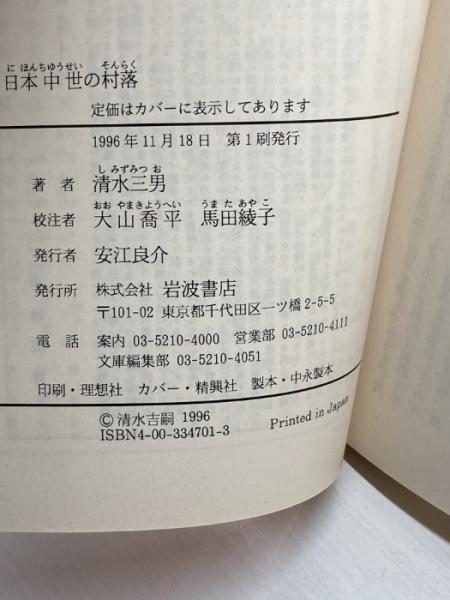 にほんちゅうせい そんらく
日本中世の村落
定価はカバーに表示してあります
1996年11月18日 第1刷発行
しみずみつお
著者 清水三男
おおやまきょうへい うまたあやこ
校注者 大山喬平 馬田綾子
発行者 安江良介
発行所 株式会社 岩波書店
〒101-02 東京都千代田区一ツ橋2-5-5
電話 案内 03-5210-4000 営業部 03-5210-4111
文庫編集部 03-5210-4051
印刷・理想社 カバー・精興社 製本・中永製本
©清水吉嗣 1996
ISBN4-00-334701-3 Printed in Japan